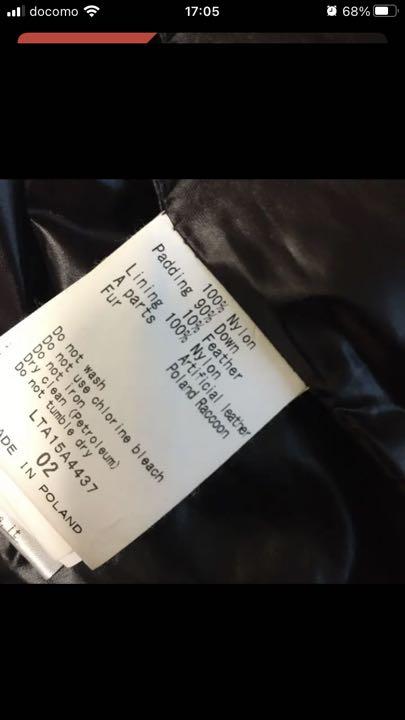 docomo 17:05 68%
100% Nylon
Padding 90% Down
10% Feather
Lining 100% Nylon
A parts Artificial leather
Fur Poland Raccoon
Do not wash
Do not use chlorine bleach
Do not iron
Dry clean (Petroleum)
Do not tumble dry
LTA15A4437
02
ADE IN POLAND
it